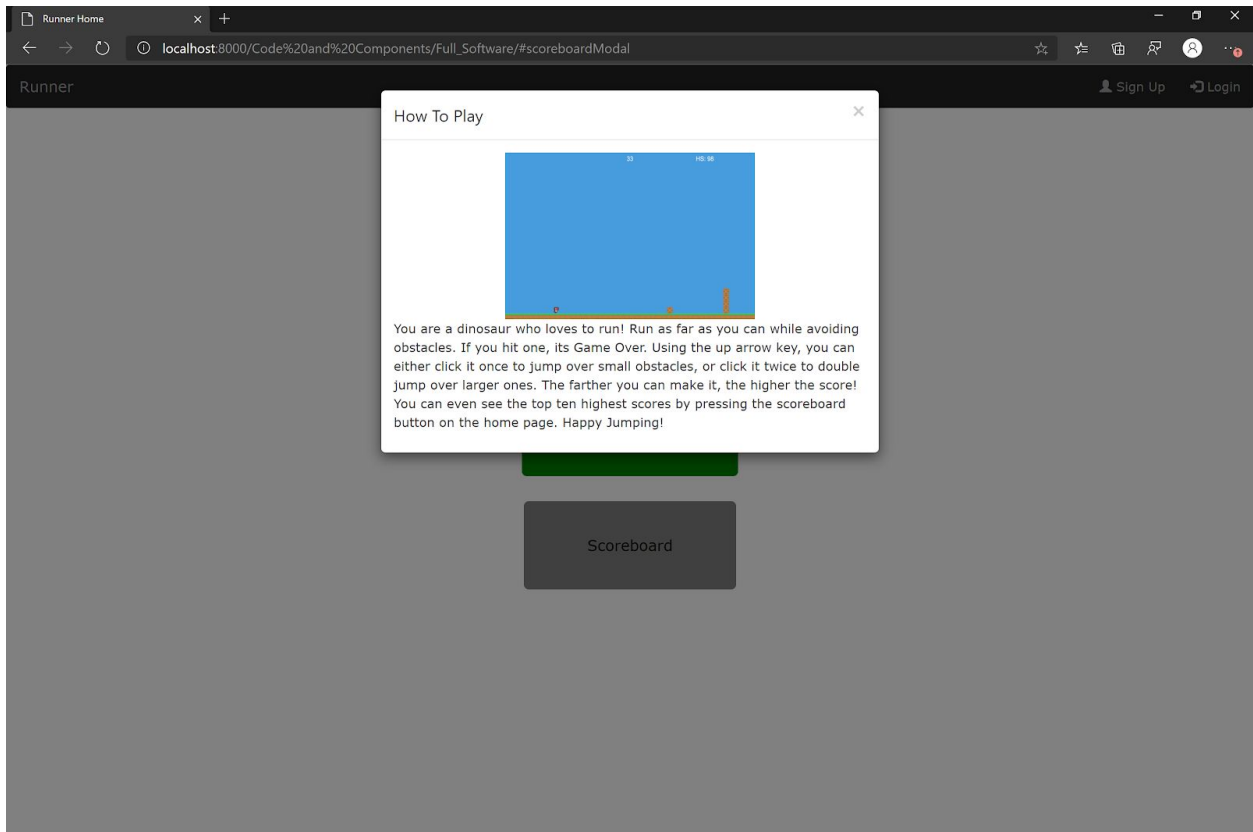 Runner Home
localhost:8000/Code%20and%20Components/Full_Software/#scoreboardModal
Runner
Sign Up
Login
How To Play
33
HS: 98
You are a dinosaur who loves to run! Run as far as you can while avoiding
obstacles. If you hit one, its Game Over. Using the up arrow key, you can
either click it once to jump over small obstacles, or click it twice to double
jump over larger ones. The farther you can make it, the higher the score!
You can even see the top ten highest scores by pressing the scoreboard
button on the home page. Happy Jumping!
Scoreboard